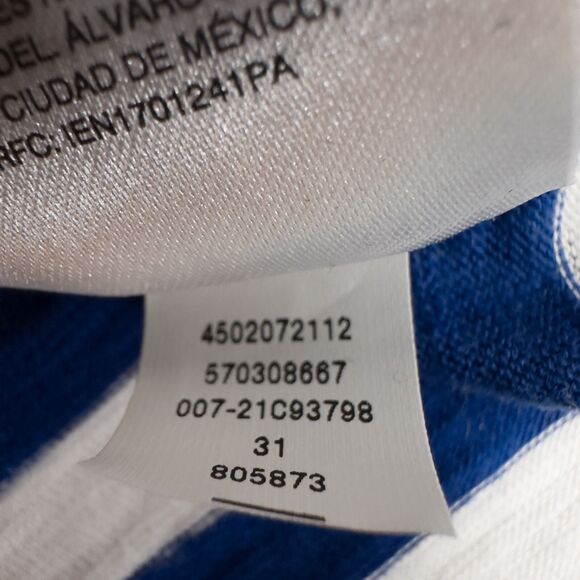 DEL ÁLVARO
CIUDAD DE MÉXICO,
RFC: IEN1701241PA
4502072112
570308667
007-21C93798
31
805873